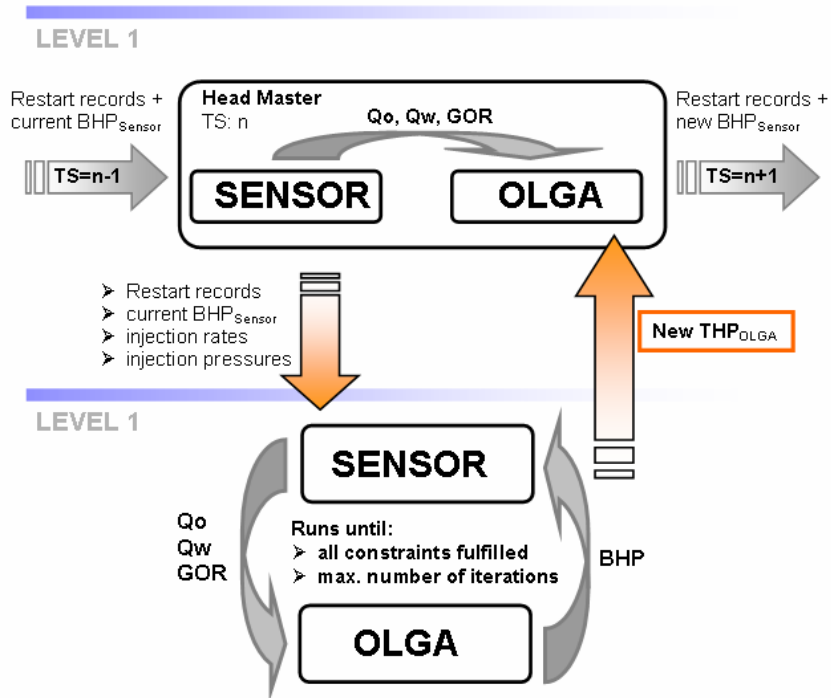 LEVEL 1
Restart records +
current BHPSensor
TS=n-1
Head Master
TS: n
Qo, Qw, GOR
SENSOR
OLGA
Restart records +
new BHPSensor
TS=n+1
➢ Restart records
➢ current BHPSensor
➢ injection rates
➢ injection pressures
New THPOLGA
LEVEL 1
SENSOR
Qo
Qw
GOR
Runs until:
➢ all constraints fulfilled
➢ max. number of iterations
BHP
OLGA